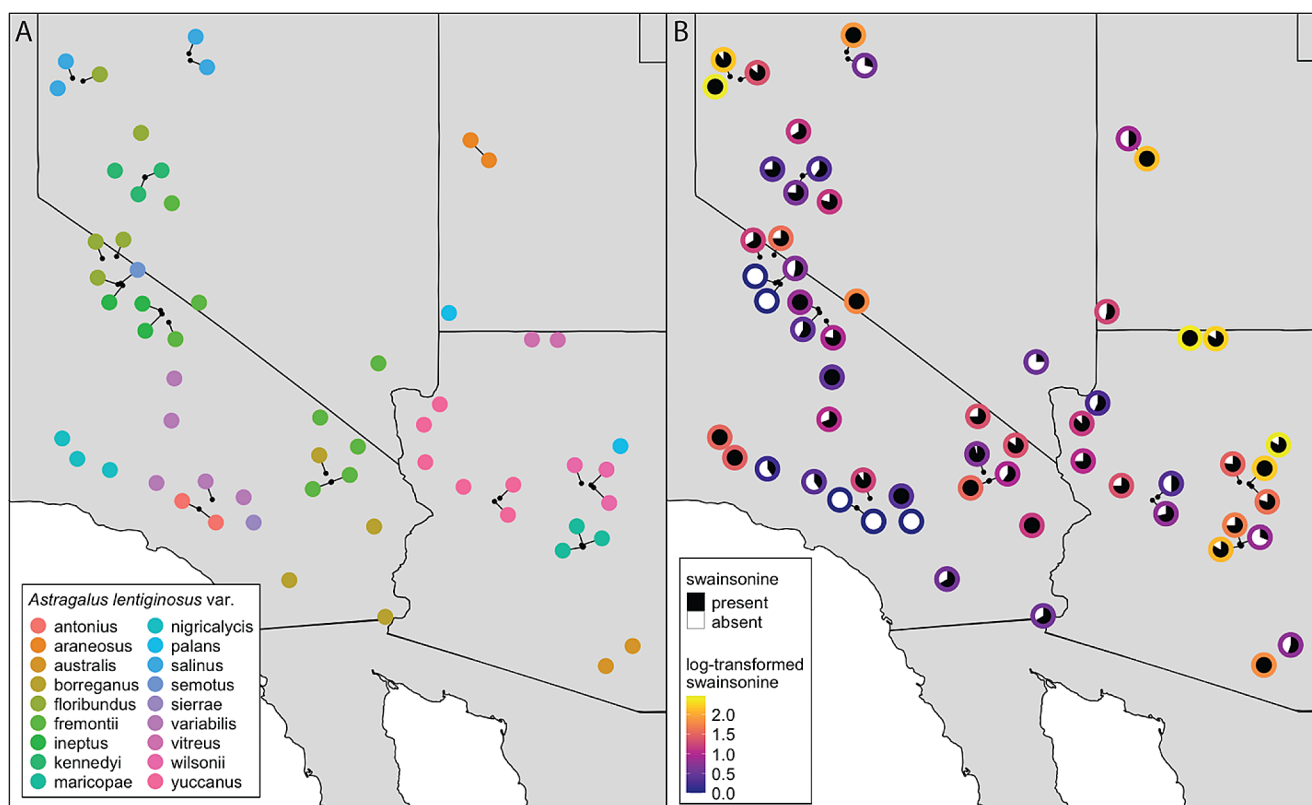 A
Astragalus lentiginosus var.
antonius
araneosus
australis
borreganus
floribundus
fremontii
ineptus
kennedyi
maricopae
nigricalycis
palans
salinus
semotus
sierrae
variabilis
vitreus
wilsonii
yuccanus
B
swainsonine
present
absent
log-transformed
swainsonine
2.0
1.5
1.0
0.5
0.0